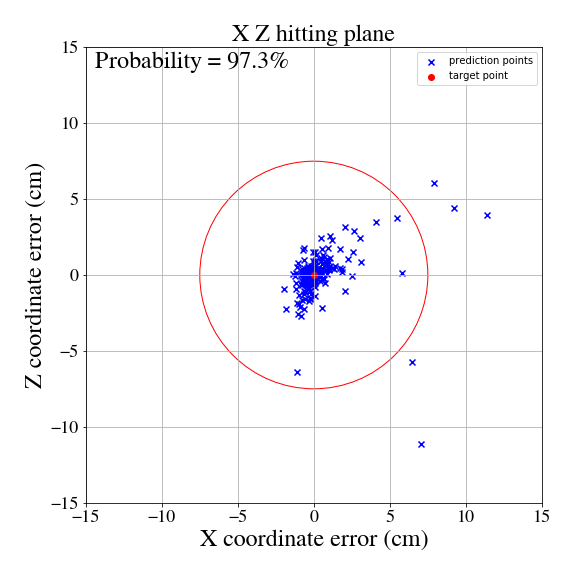 X Z hitting plane
Probability = 97.3%
prediction points
target point
15
10
5
0
−5
−10
−15
Z coordinate error (cm)
−15
−10
−5
0
5
10
15
X coordinate error (cm)